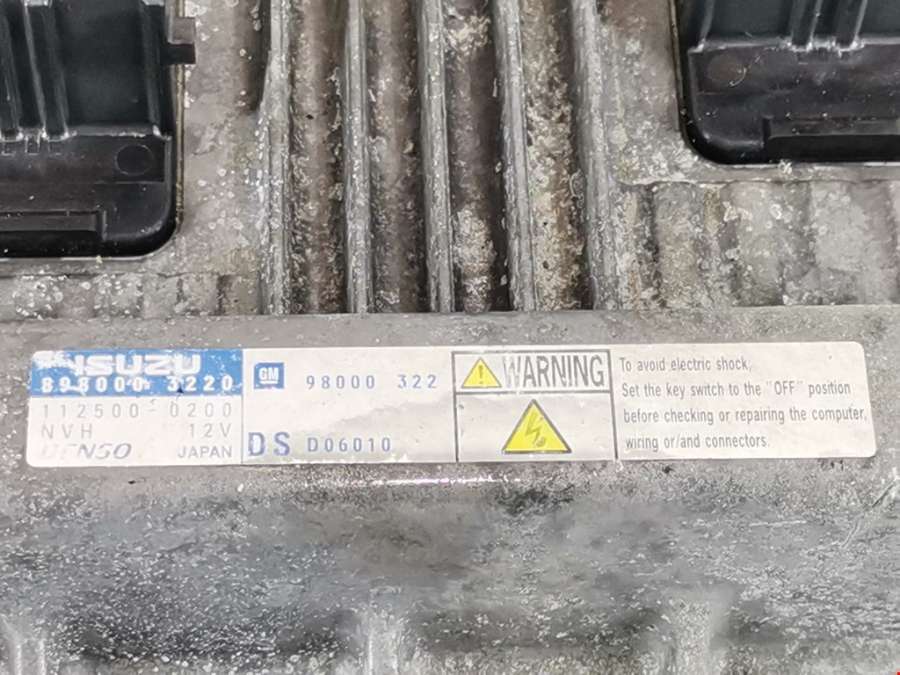 ISUZU
898000 3220
112500-0200
NVH 12V
DENSO JAPAN
GM 98000 322
DS D06010
WARNING
To avoid electric shock,
Set the key switch to the "OFF" position
before checking or repairing the computer,
wiring or/and connectors.